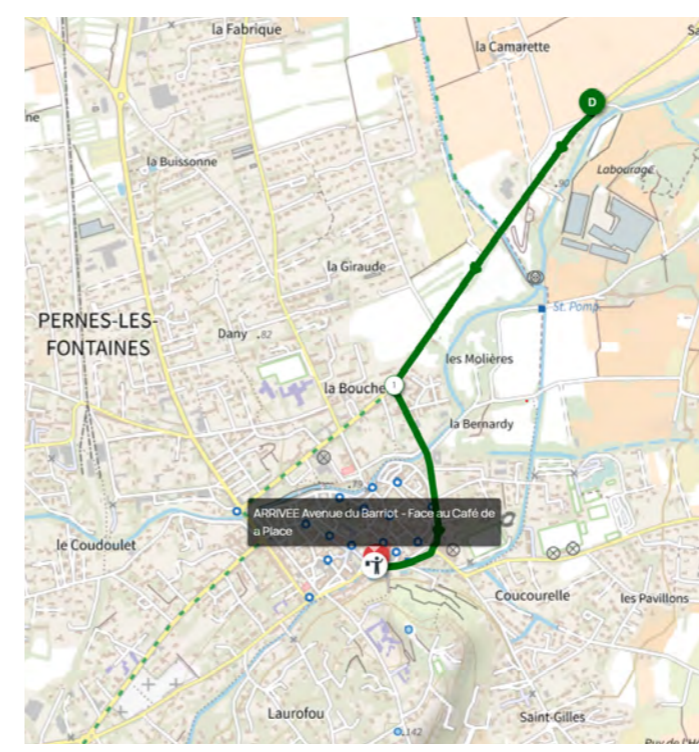 la Fabrique
la Camarette
D
la Buissonne
Labourage
90
la Giraude
PERNES-LES-
FONTAINES
Dany
.82
St. Pomp.
les Molières
la Bouche
1
la Bernardy
ARRIVEE Avenue du Barriot - Face au Café de
a Place
le Coudoulet
Coucourelle
les Pavillons
Laurofou
Saint-Gilles
.142